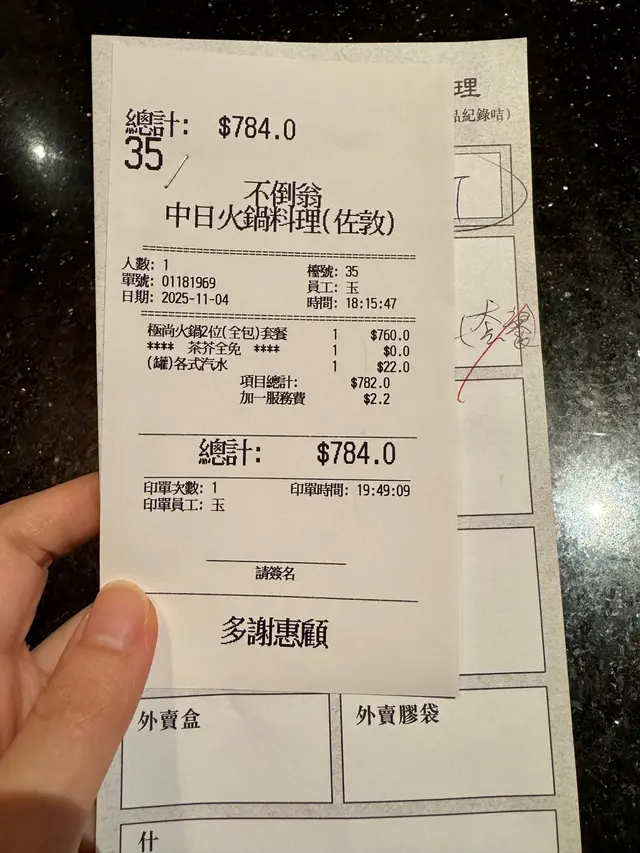 總計: $784.0
35
不倒翁
中日火鍋料理(佐敦)
人數: 1 檯號: 35
單號: 01181969 員工: 玉
日期: 2025-11-04 時間: 18:15:47
極尚火鍋2位(全包)套餐 1 $760.0
**** 茶芥全免 **** 1 $0.0
(罐)各式汽水 1 $22.0
項目總計: $782.0
加一服務費 $2.2
總計: $784.0
印單次數: 1 印單時間: 19:49:09
印單員工: 玉
請簽名
多謝惠顧
理
品紀錄咭)
外賣盒 外賣膠袋
什